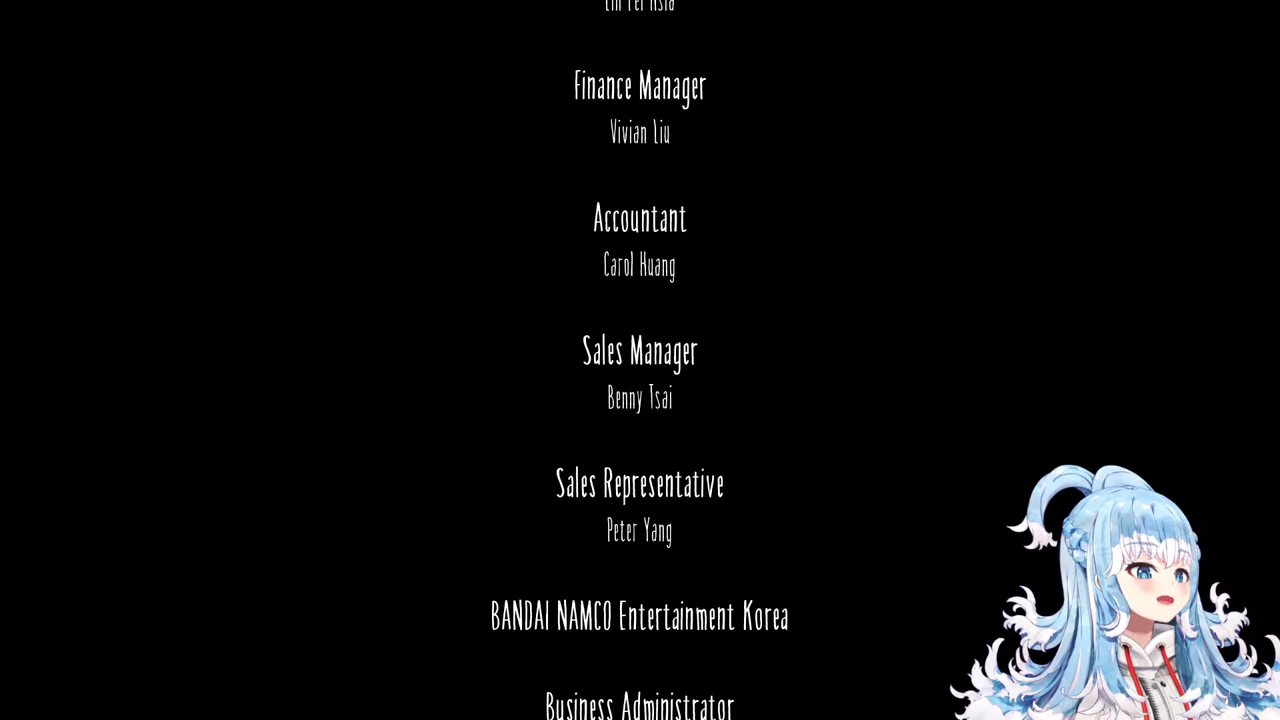 Finance Manager
Vivian Liu
Accountant
Carol Huang
Sales Manager
Benny Tsai
Sales Representative
Peter Yang
BANDAI NAMCO Entertainment Korea
Business Administrator